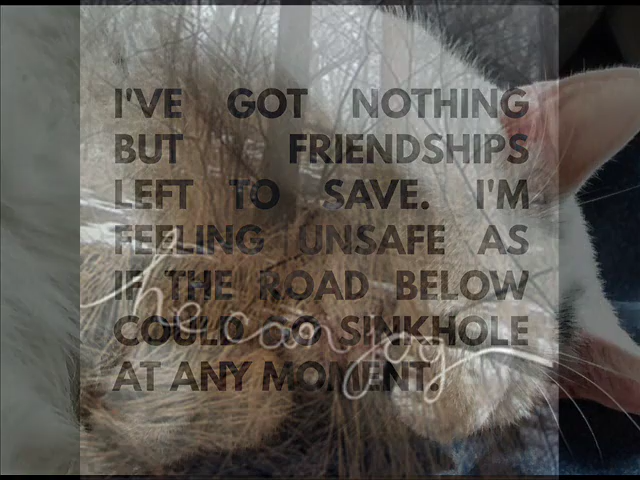 I'VE GOT NOTHING
BUT FRIENDSHIPS
LEFT TO SAVE. I'M
FEELING UNSAFE AS
IF THE ROAD BELOW
COULD GO SINKHOLE
AT ANY MOMENT.